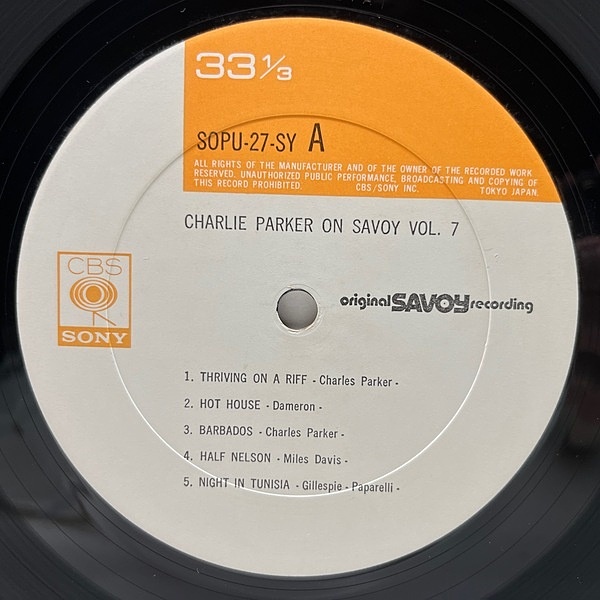 33 1/3
SOPU-27-SY A
ALL RIGHTS OF THE MANUFACTURER AND OF THE OWNER OF THE RECORDED WORK
RESERVED. UNAUTHORIZED PUBLIC PERFORMANCE, BROADCASTING AND COPYING OF
THIS RECORD PROHIBITED. CBS/SONY INC. TOKYO JAPAN.
CHARLIE PARKER ON SAVOY VOL. 7
CBS
SONY
original SAVOY recording
1. THRIVING ON A RIFF - Charles Parker -
2. HOT HOUSE - Dameron -
3. BARBADOS - Charles Parker -
4. HALF NELSON - Miles Davis -
5. NIGHT IN TUNISIA - Gillespie - Paparelli -